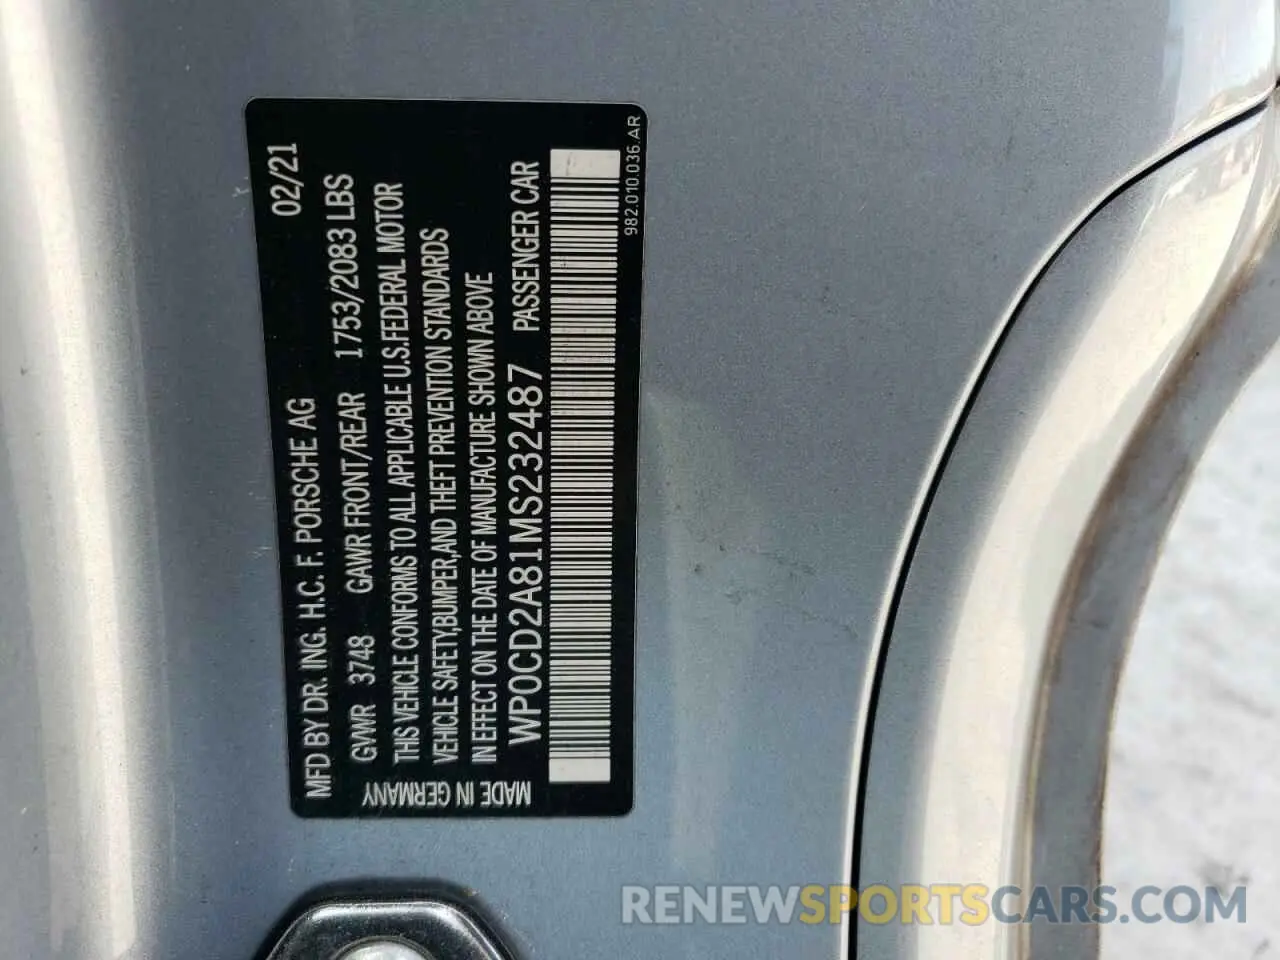 MFD BY DR. ING. H.C. F. PORSCHE AG 02/21
GVWR 3748 GAWR FRONT/REAR 1753/2083 LBS
THIS VEHICLE CONFORMS TO ALL APPLICABLE U.S.FEDERAL MOTOR
VEHICLE SAFETY,BUMPER,AND THEFT PREVENTION STANDARDS
IN EFFECT ON THE DATE OF MANUFACTURE SHOWN ABOVE
WP0CD2A81MS232487 PASSENGER CAR
MADE IN GERMANY
982.010.036.AR
RENEWSPORTSCARS.COM